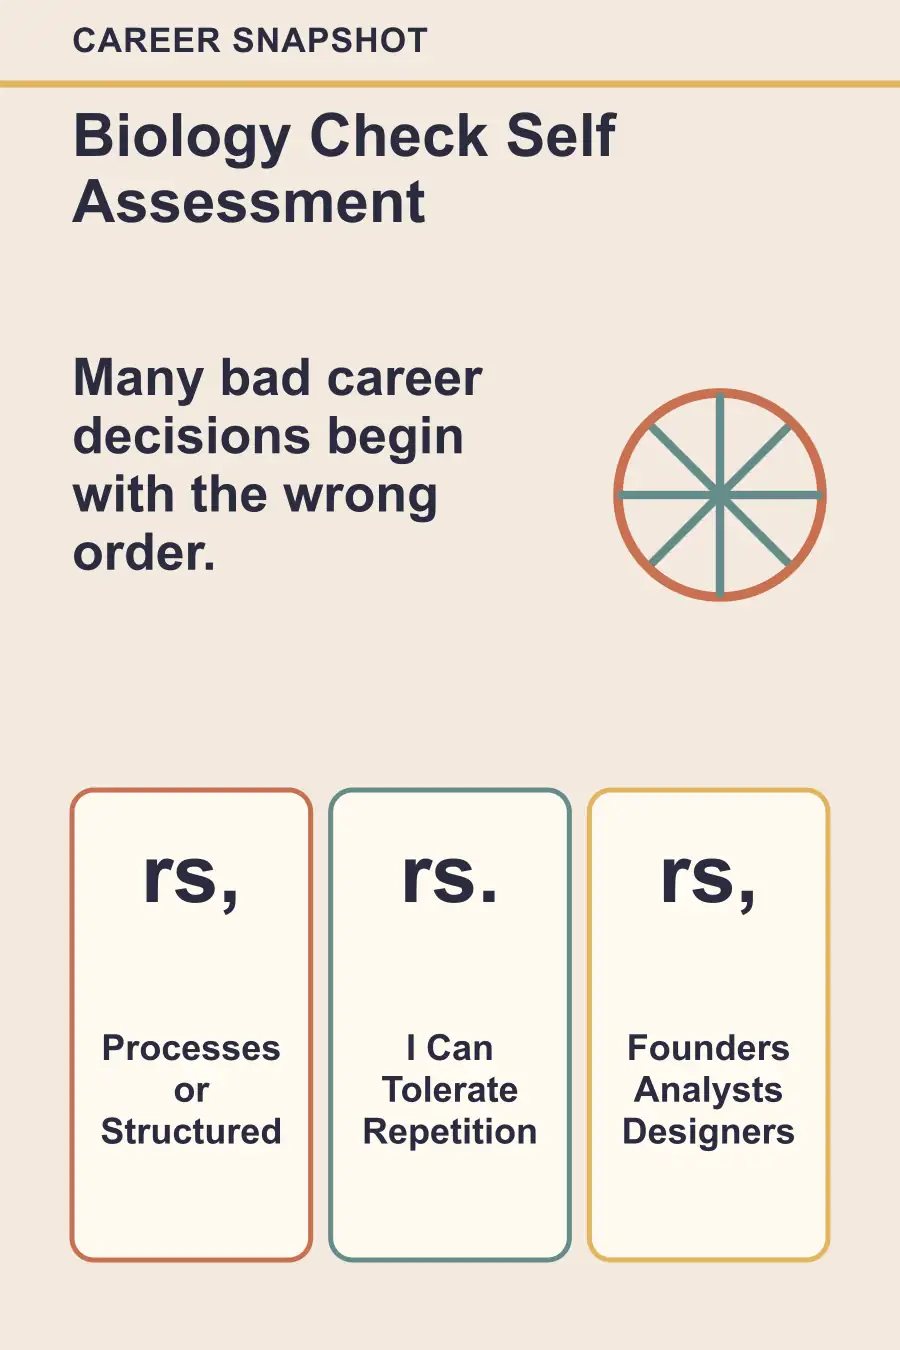 CAREER SNAPSHOT
Biology Check Self
Assessment
Many bad career
decisions begin
with the wrong
order.
rs,
Processes
or
Structured
rs.
I Can
Tolerate
Repetition
rs,
Founders
Analysts
Designers